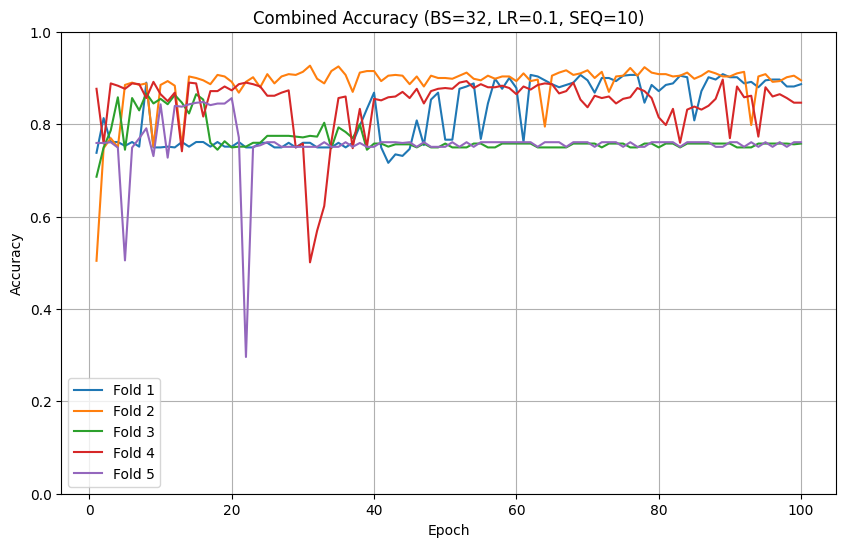 Combined Accuracy (BS=32, LR=0.1, SEQ=10)
1.0
0.8
0.6
0.4
0.2
0.0
Accuracy
Fold 1
Fold 2
Fold 3
Fold 4
Fold 5
0 20 40 60 80 100
Epoch